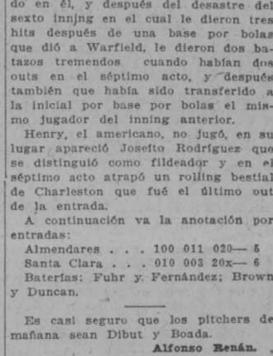 do en él, y después del desastre del
sexto inning en el cual le dieron tres
hits después de una base por bolas
que dió a Warfield, le dieron dos ba-
tazos tremendos cuando habían dos
outs en el séptimo acto, y después
también que había sido transferido a
la inicial por base por bolas el mis-
mo jugador del inning anterior.
Henry, el americano, no jugó, en su
lugar apareció Joseíto Rodríguez que
se distinguió como fildeador y en el
séptimo acto atrapó un rolling bestial
de Charleston que fué el último out
de la entrada.
A continuación va la anotación por
entradas:
Almendares . . . 100 011 020— 5
Santa Clara . . . 010 003 20x— 6
Baterías: Fuhr y Fernández; Brown
y Duncan.
Es casi seguro que los pitchers de
mañana sean Dibut y Boada.
Alfonso Renán.